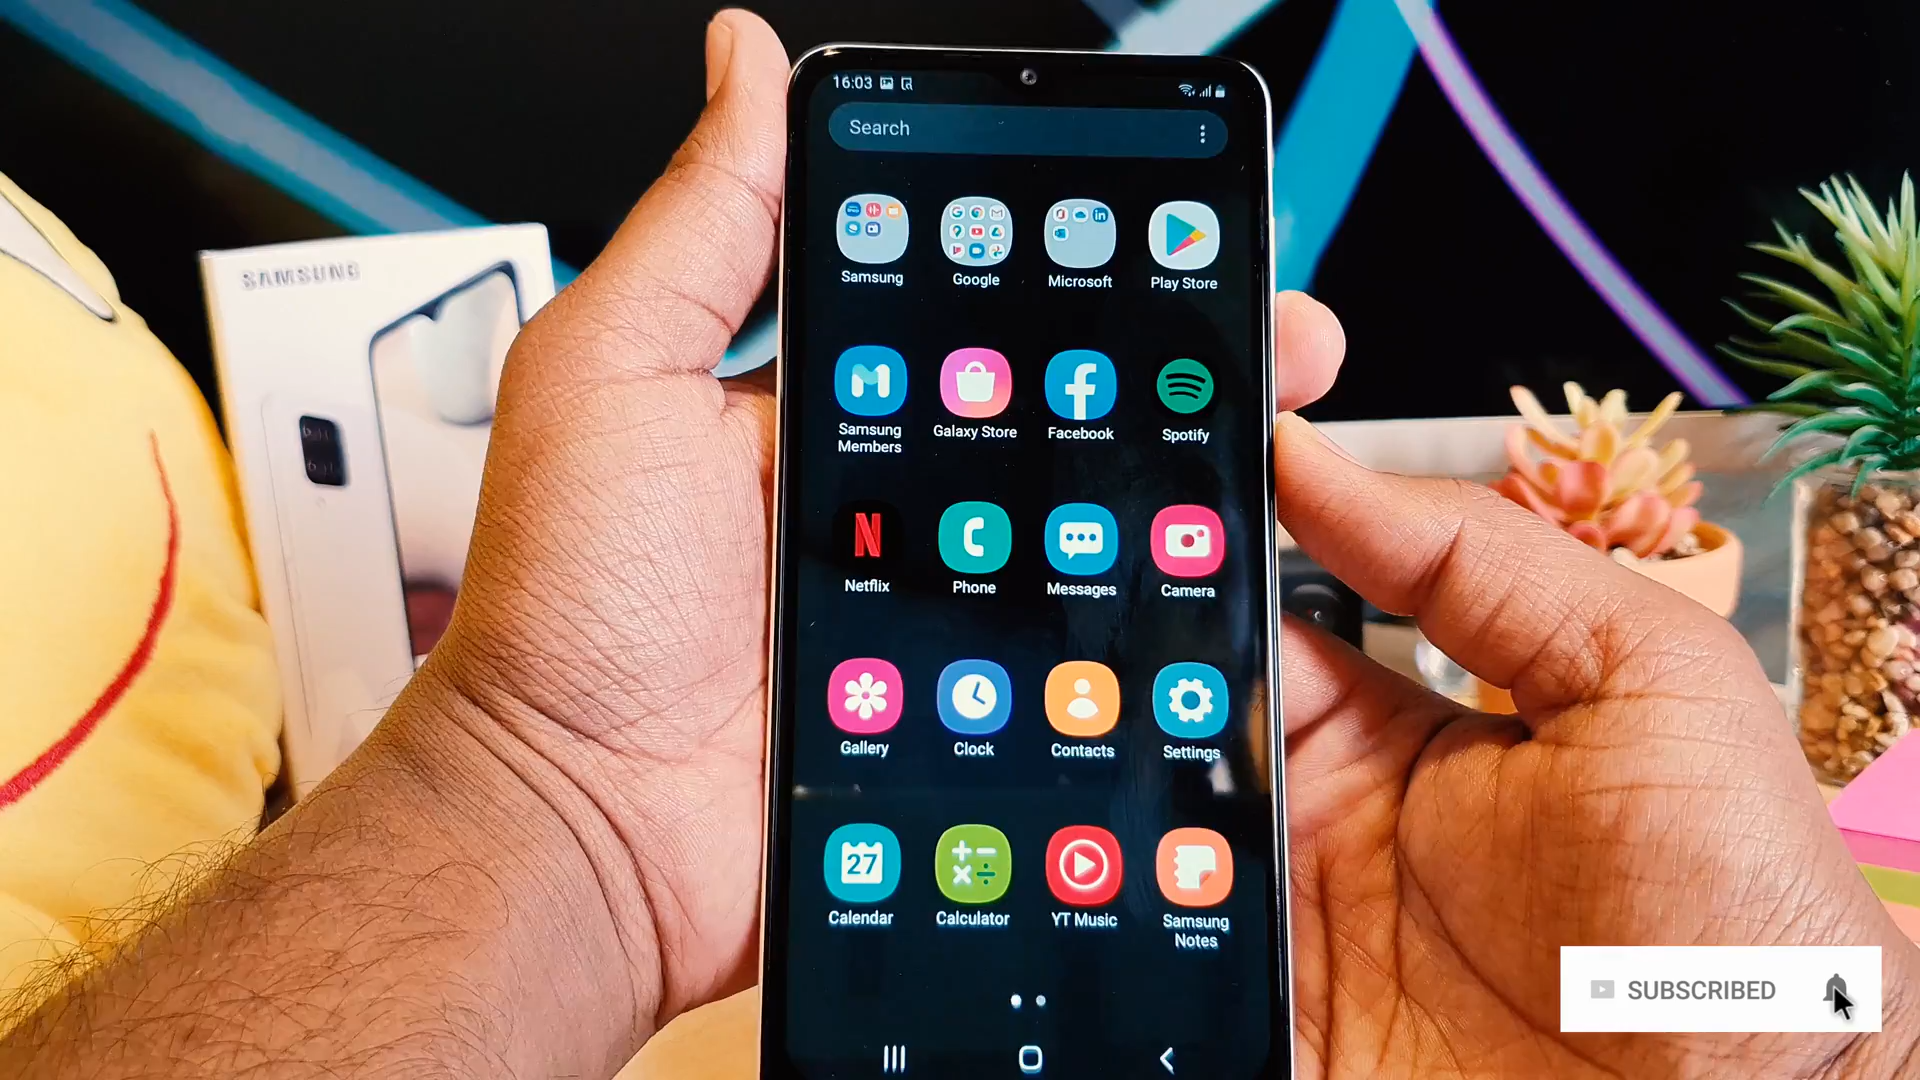 SAMSUNG
16:03
Search
Samsung
Google
Microsoft
Play Store
Samsung
Members
Galaxy Store
Facebook
Spotify
Netflix
Phone
Messages
Camera
Gallery
Clock
Contacts
Settings
27
Calendar
Calculator
YT Music
Samsung
Notes
SUBSCRIBED